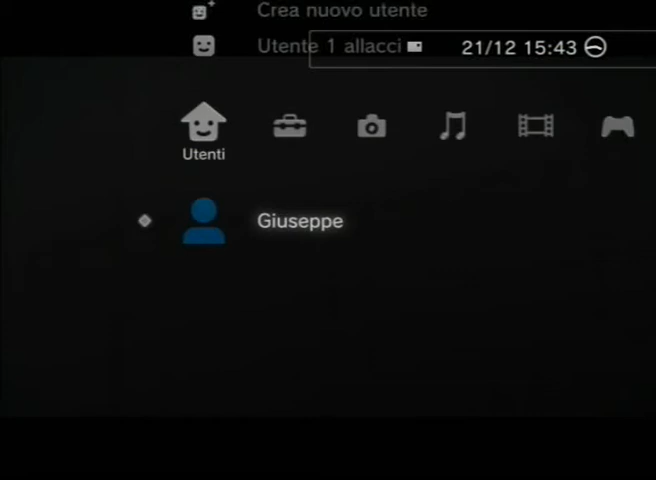 Crea nuovo utente
Utente 1 allacci
21/12 15:43
Utenti
Giuseppe